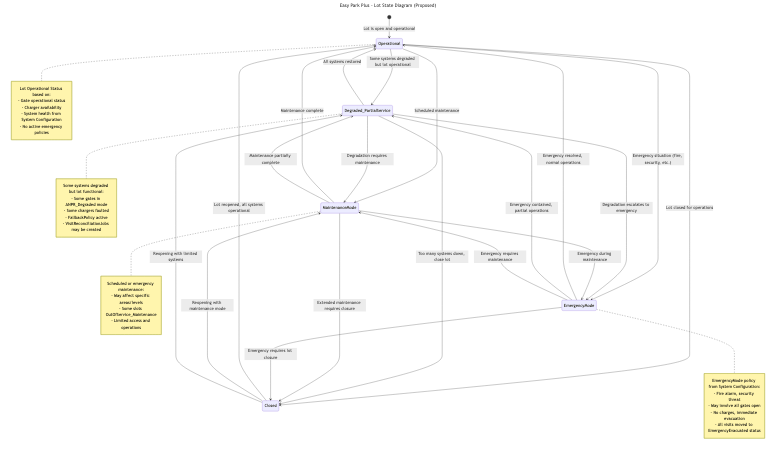 Easy Park Plus - Lot State Diagram (Proposed)
Lot is open and operational
Operational
All systems restored
Some systems degraded
but lot operational
Lot Operational Status
based on:
- Gate operational status
- Charger availability
- System health from
System Configuration
- No active emergency
policies
Maintenance complete
Degraded_PartialService
Scheduled maintenance
Maintenance partially
complete
Degradation requires
maintenance
Emergency resolved,
normal operations
Emergency situation (fire,
security, etc.)
Some systems degraded
but lot functional:
- Some gates in
ANPR_Degraded mode
- Some chargers faulted
- FallbackPolicy active
- VisitReconciliationJobs
may be created
Lot reopened, all systems
operational
MaintenanceMode
Emergency contained,
partial operations
Degradation escalates to
emergency
Lot closed for operations
Reopening with limited
systems
Too many systems down,
close lot
Emergency requires
maintenance
Emergency during
maintenance
Scheduled or emergency
maintenance:
- May affect specific
areas/levels
- Some slots
OutOfService_Maintenance
- Limited access and
operations
Reopening with
maintenance mode
Extended maintenance
requires closure
EmergencyMode
Emergency requires lot
closure
Closed
EmergencyMode policy
from System Configuration:
- Fire alarm, security
threat
- May involve all gates open
- No charges, immediate
evacuation
- All visits moved to
EmergencyEvacuated status